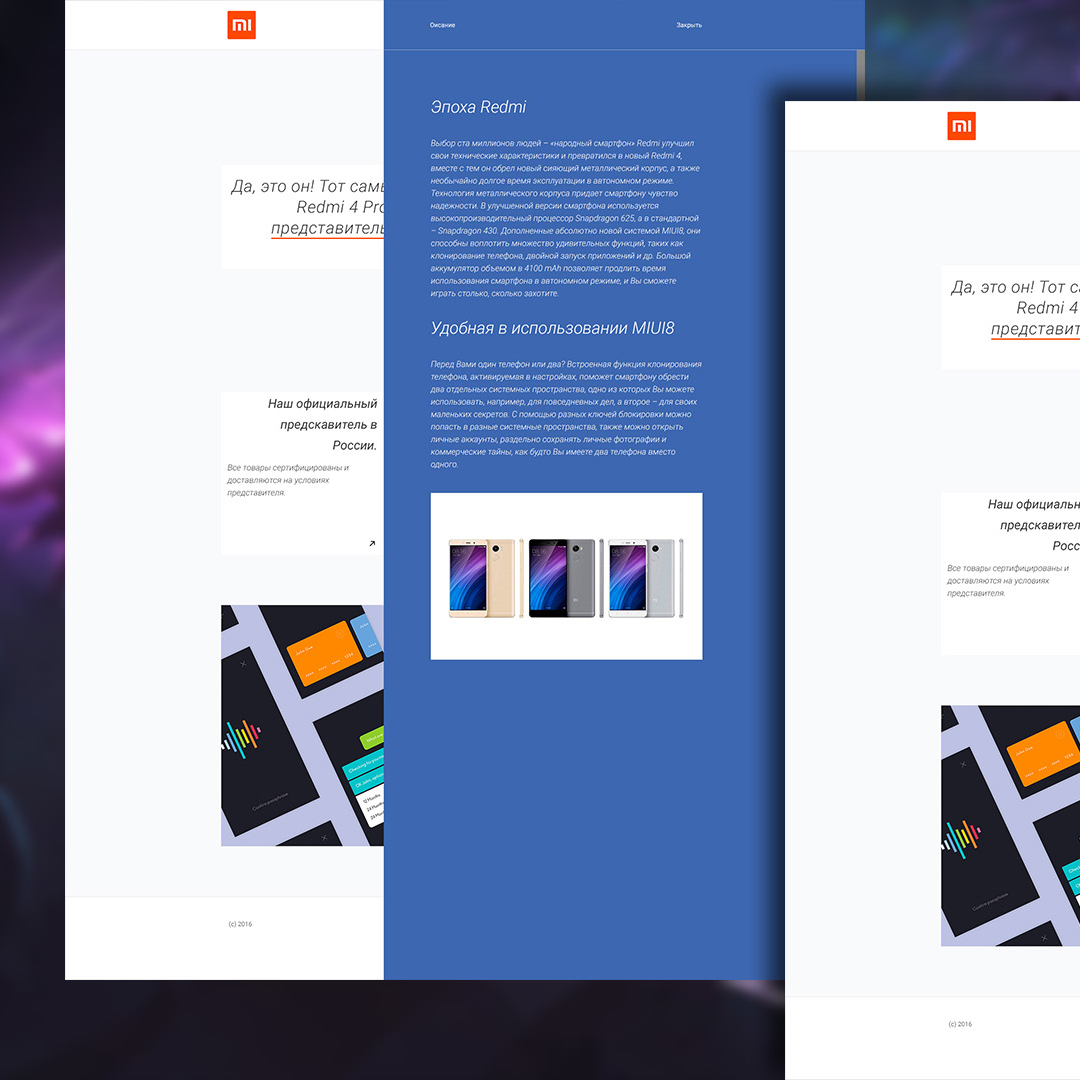 Оисание
Закрыть
Да, это он! Тот
Redmi 4 Pro
представитель
Наш официальный
предскавитель в
России.
Все товары сертифицированы и
доставляются на условиях
представителя.
(c) 2016
Эпоха Redmi
Выбор ста миллионов людей – «народный смартфон» Redmi улучшил
свои технические характеристики и превратился в новый Redmi 4,
вместе с тем он обрел новый сияющий металлический корпус, а также
необычайно долгое время эксплуатации в автономном режиме.
Технология металлического корпуса придает смартфону чувство
надежности. В улучшенной версии смартфона используется
высокопроизводительный процессор Snapdragon 625, а в стандартной
– Snapdragon 430. Дополненные абсолютно новой системой MIUI8, они
способны воплотить множество удивительных функций, таких как
клонирование телефона, двойной запуск приложений и др. Большой
аккумулятор объемом в 4100 mAh позволяет продлить время
использования смартфона в автономном режиме, и Вы сможете
играть столько, сколько захотите.
Удобная в использовании MIUI8
Перед Вами один телефон или два? Встроенная функция клонирования
телефона, активируемая в настройках, поможет смартфону обрести
два отдельных системных пространства, одно из которых Вы можете
использовать, например, для повседневных дел, а второе – для своих
маленьких секретов. С помощью разных ключей блокировки можно
попасть в разные системные пространства, также можно открыть
личные аккаунты, раздельно сохранять личные фотографии и
коммерческие тайны, как будто Вы имеете два телефона вместо
одного.
Да, это он! Тот
Redmi 4
Наш
Все товары сертифицированы и
доставляются на условиях
представителя.
(c) 2016